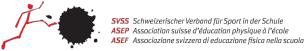 SVSS Schweizerischer Verband für Sport in der Schule
ASEP Association suisse d'éducation physique à l'école
ASEF Associazione svizzera di educazione fisica nella scuola